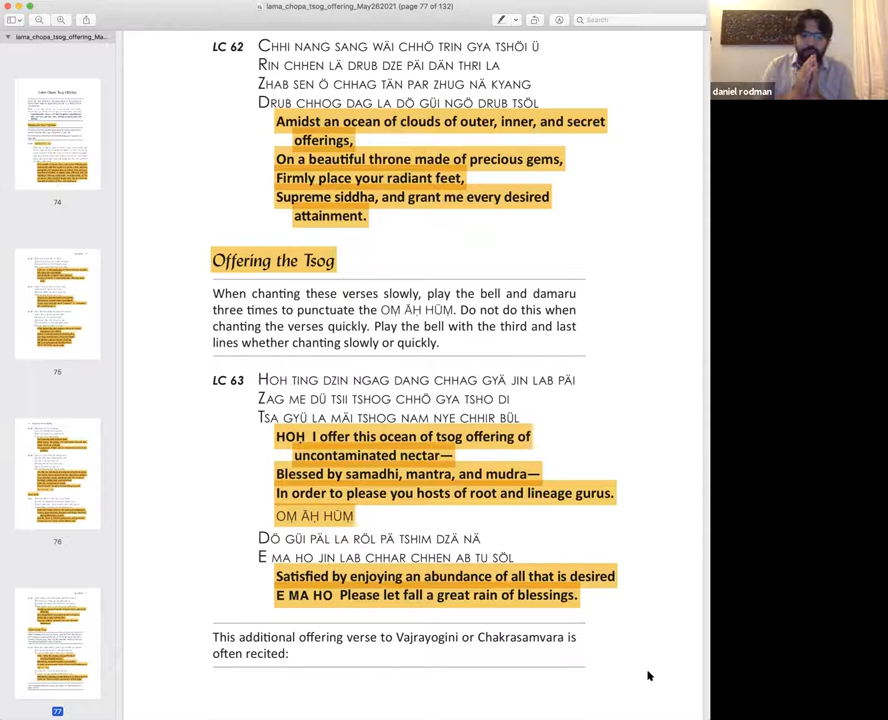 lama_chopa_tsog_offering_May262021 (page 77 of 132)
Search
lama_chopa_tsog_offering_Ma...
daniel rodman
74
75
76
77
LC 62 CHHI NANG SANG WÄI CHHÖ TRIN GYA TSHÖI Ü
RIN CHHEN LÄ DRUB DZE PÄI DÄN THRI LA
ZHAB SEN Ö CHHAG TÄN PAR ZHUG NÄ KYANG
DRUB CHHOG DAG LA DÖ GÜI NGÖ DRUB TSÖL
Amidst an ocean of clouds of outer, inner, and secret
offerings,
On a beautiful throne made of precious gems,
Firmly place your radiant feet,
Supreme siddha, and grant me every desired
attainment.
Offering the Tsog
When chanting these verses slowly, play the bell and damaru
three times to punctuate the OṂ ĀḤ HŪṂ. Do not do this when
chanting the verses quickly. Play the bell with the third and last
lines whether chanting slowly or quickly.
LC 63 HOH TING DZIN NGAG DANG CHHAG GYÄ JIN LAB PÄI
ZAG ME DÜ TSII TSHOG CHHÖ GYA TSHO DI
TSA GYÜ LA MÄI TSHOG NAM NYE CHHIR BÜL
HOḤ I offer this ocean of tsog offering of
uncontaminated nectar—
Blessed by samadhi, mantra, and mudra—
In order to please you hosts of root and lineage gurus.
OṂ ĀḤ HŪṂ
DÖ GÜI PÄL LA RÖL PÄ TSHIM DZÄ NÄ
E MA HO JIN LAB CHHAR CHHEN AB TU SÖL
Satisfied by enjoying an abundance of all that is desired
E MA HO Please let fall a great rain of blessings.
This additional offering verse to Vajrayogini or Chakrasamvara is
often recited: